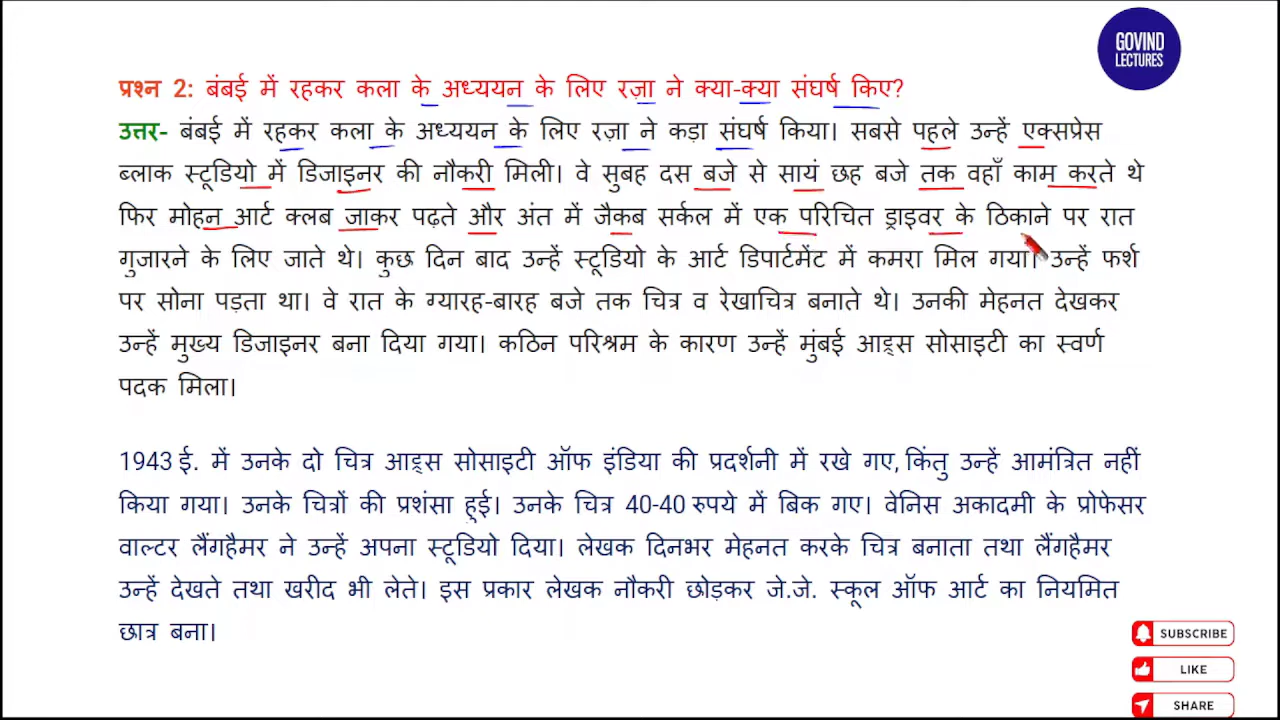 GOVIND
LECTURES
प्रश्न 2: बंबई में रहकर कला के अध्ययन के लिए रज़ा ने क्या-क्या संघर्ष किए?
उत्तर- बंबई में रहकर कला के अध्ययन के लिए रज़ा ने कड़ा संघर्ष किया। सबसे पहले उन्हें एक्सप्रेस
ब्लाक स्टूडियो में डिजाइनर की नौकरी मिली। वे सुबह दस बजे से सायं छह बजे तक वहाँ काम करते थे
फिर मोहन आर्ट क्लब जाकर पढ़ते और अंत में जैकब सर्कल में एक परिचित ड्राइवर के ठिकाने पर रात
गुजारने के लिए जाते थे। कुछ दिन बाद उन्हें स्टूडियो के आर्ट डिपार्टमेंट में कमरा मिल गया। उन्हें फर्श
पर सोना पड़ता था। वे रात के ग्यारह-बारह बजे तक चित्र व रेखाचित्र बनाते थे। उनकी मेहनत देखकर
उन्हें मुख्य डिजाइनर बना दिया गया। कठिन परिश्रम के कारण उन्हें मुंबई आड्स सोसाइटी का स्वर्ण
पदक मिला।
1943 ई. में उनके दो चित्र आड्स सोसाइटी ऑफ इंडिया की प्रदर्शनी में रखे गए, किंतु उन्हें आमंत्रित नहीं
किया गया। उनके चित्रों की प्रशंसा हुई। उनके चित्र 40-40 रुपये में बिक गए। वेनिस अकादमी के प्रोफेसर
वाल्टर लैंगहैमर ने उन्हें अपना स्टूडियो दिया। लेखक दिनभर मेहनत करके चित्र बनाता तथा लैंगहैमर
उन्हें देखते तथा खरीद भी लेते। इस प्रकार लेखक नौकरी छोड़कर जे.जे. स्कूल ऑफ आर्ट का नियमित
छात्र बना।
SUBSCRIBE
LIKE
SHARE